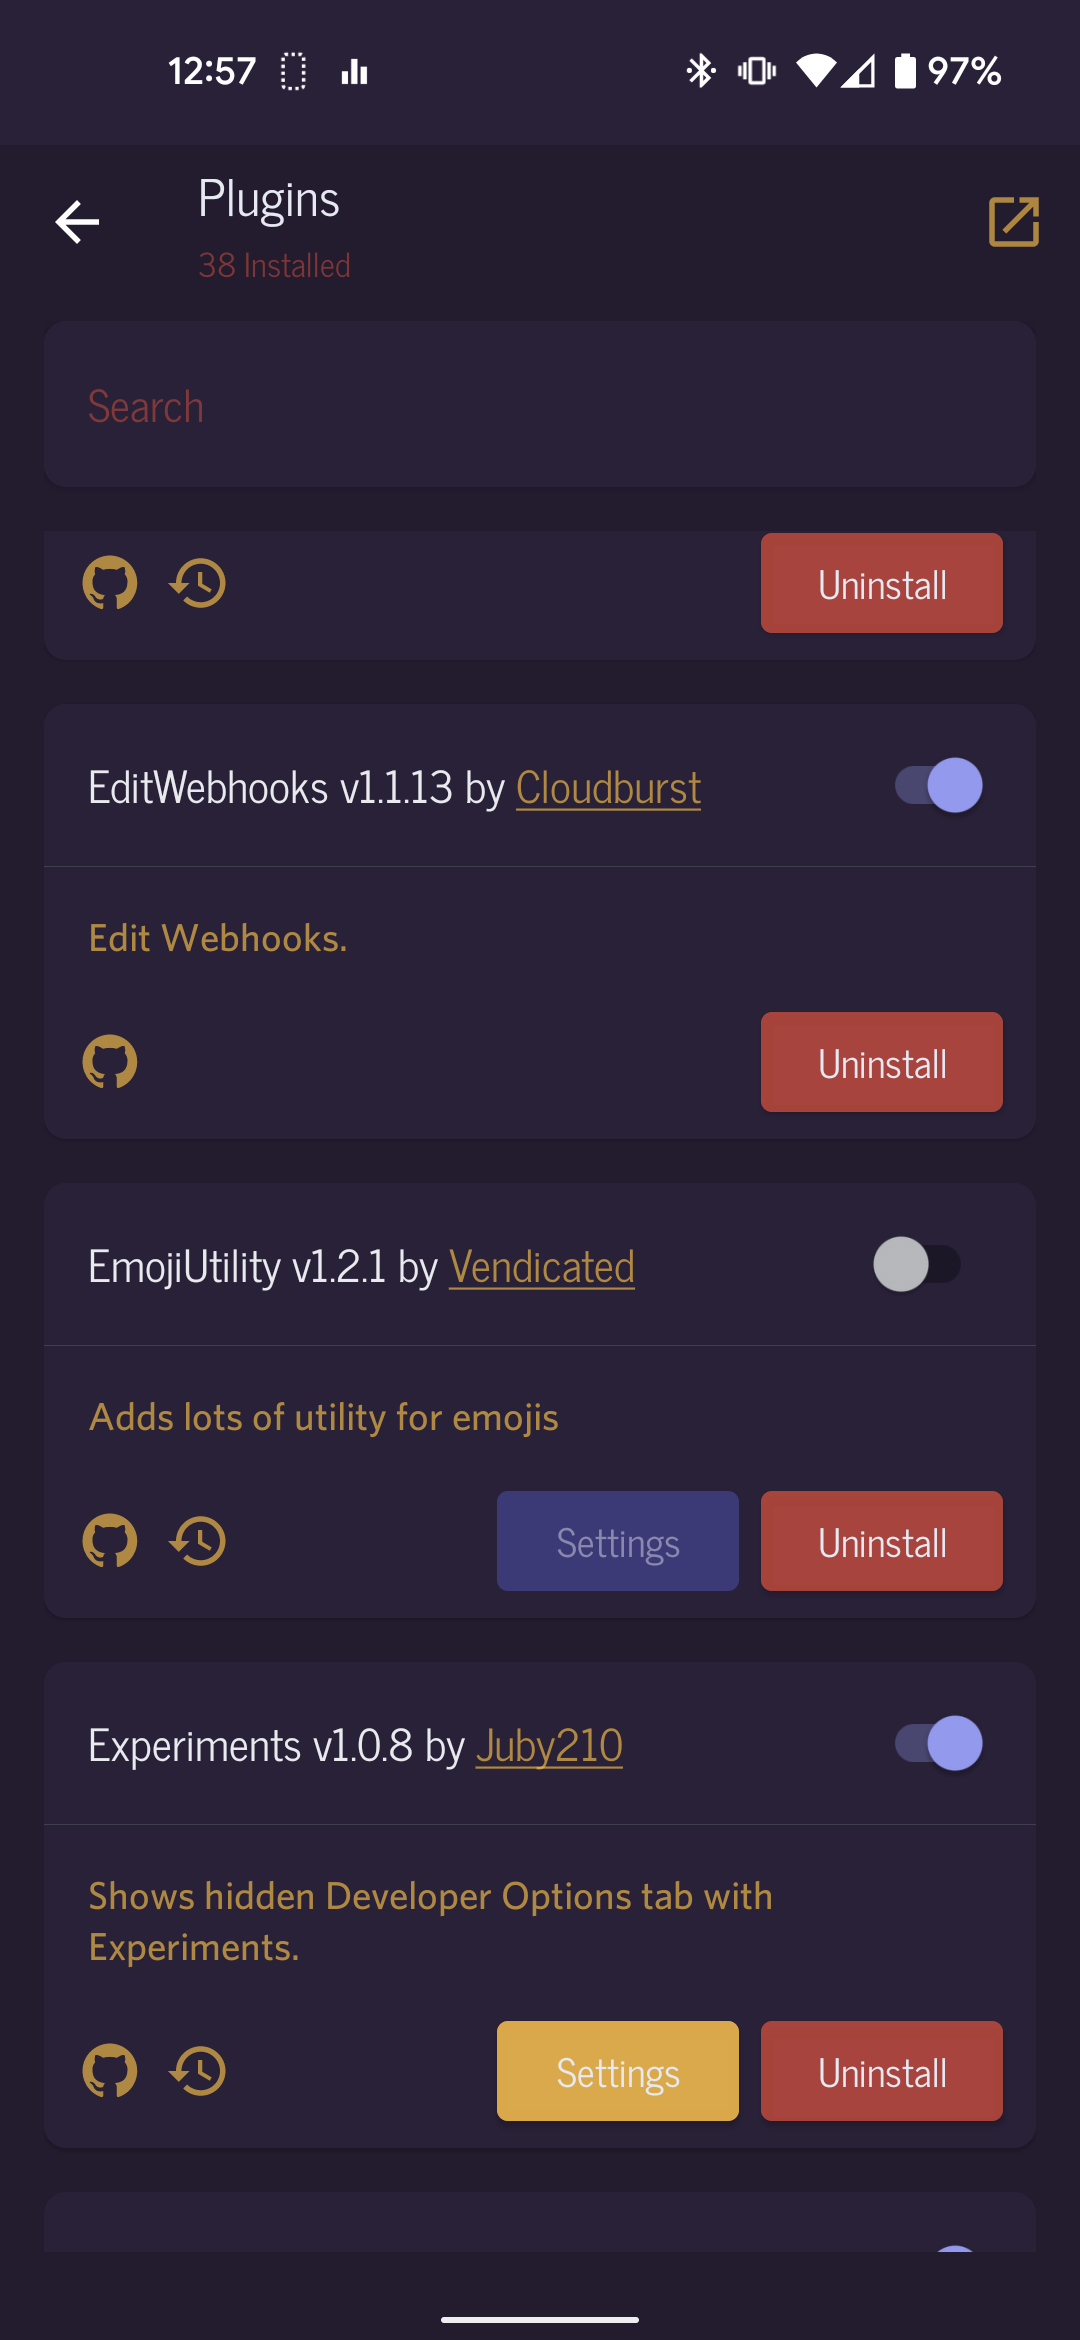 12:57
97%
Plugins
38 Installed
Search
Uninstall
EditWebhooks v1.1.13 by Cloudburst
Edit Webhooks.
Uninstall
EmojiUtility v1.2.1 by Vendicated
Adds lots of utility for emojis
Settings
Uninstall
Experiments v1.0.8 by Juby210
Shows hidden Developer Options tab with
Experiments.
Settings
Uninstall